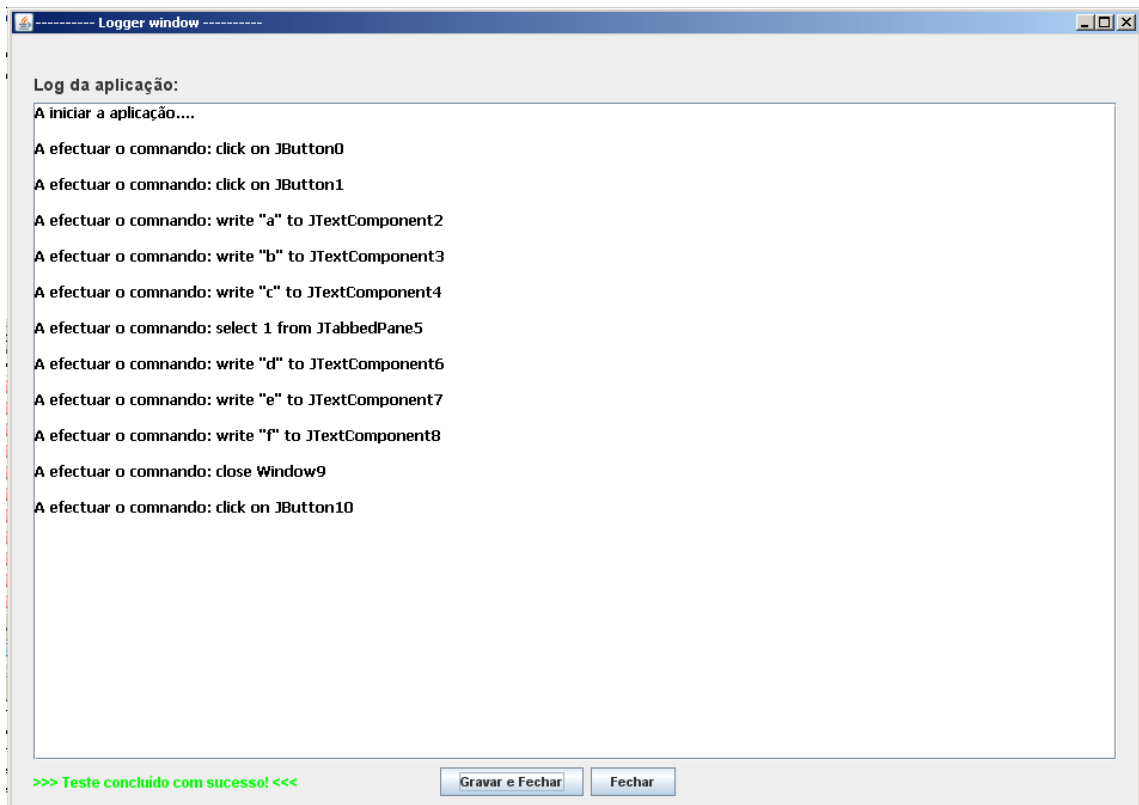 ---------- Logger window ----------
Log da aplicação:
A iniciar a aplicação....
A efectuar o comnando: click on JButton0
A efectuar o comnando: click on JButton1
A efectuar o comnando: write "a" to JTextComponent2
A efectuar o comnando: write "b" to JTextComponent3
A efectuar o comnando: write "c" to JTextComponent4
A efectuar o comnando: select 1 from JTabbedPane5
A efectuar o comnando: write "d" to JTextComponent6
A efectuar o comnando: write "e" to JTextComponent7
A efectuar o comnando: write "f" to JTextComponent8
A efectuar o comnando: close Window9
A efectuar o comnando: click on JButton10
>>> Teste concluído com sucesso! <<<
Gravar e Fechar
Fechar